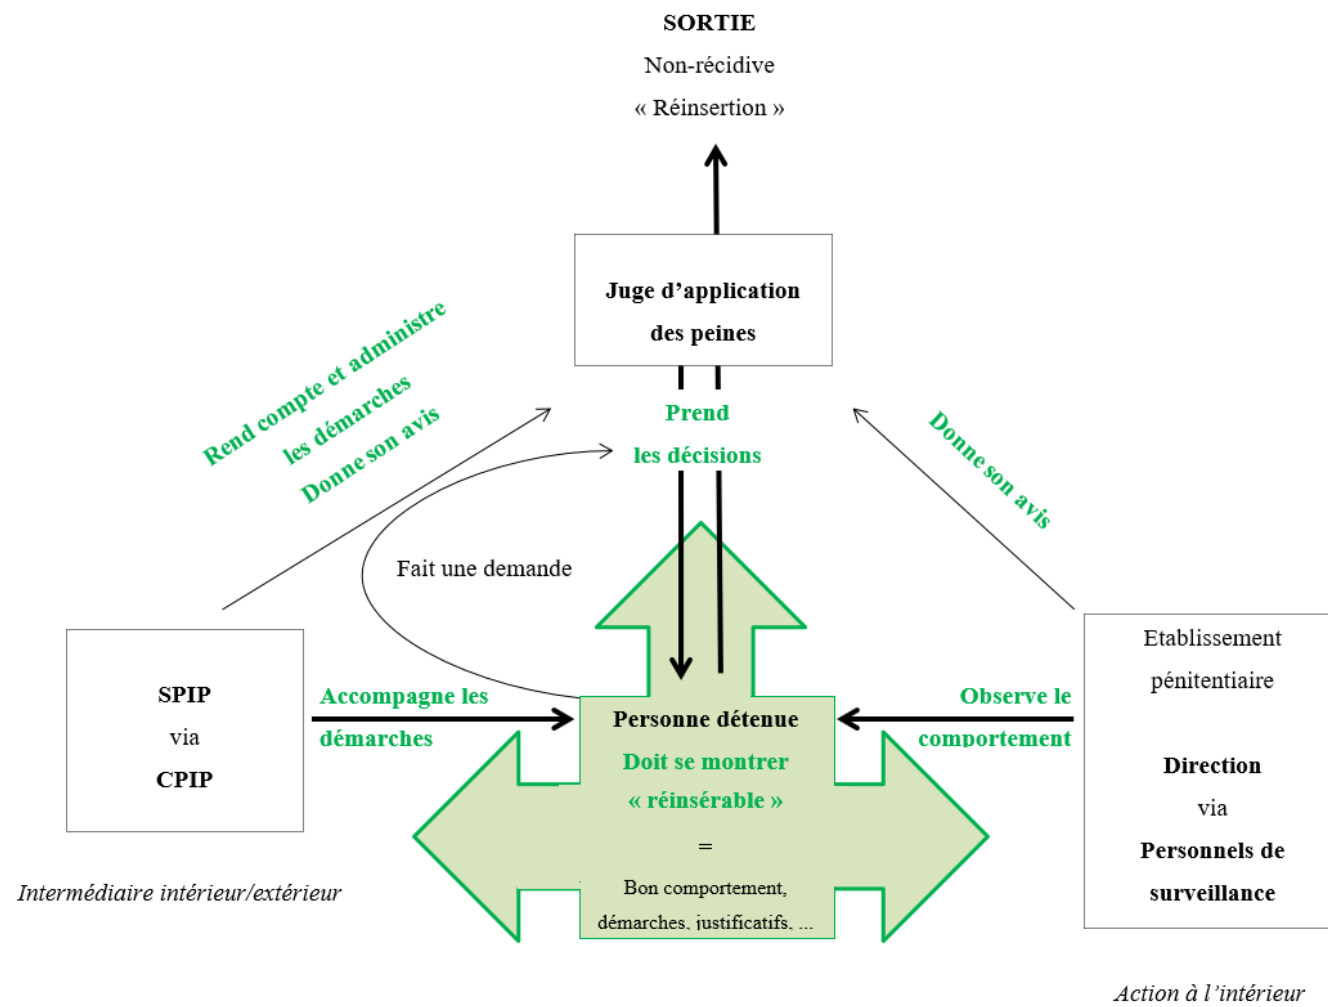 SORTIE
Non-récidive
« Réinsertion »
Juge d’application
des peines
Rend compte et administre
les démarches
Donne son avis
Prend
les décisions
Donne son avis
Fait une demande
SPIP
via
CPIP
Accompagne les
démarches
Personne détenue
Doit se montrer
« réinsérable »
=
Bon comportement,
démarches, justificatifs, ...
Observe le
comportement
Etablissement
pénitentiaire
Direction
via
Personnels de
surveillance
Intermédiaire intérieur/extérieur
Action à l’intérieur